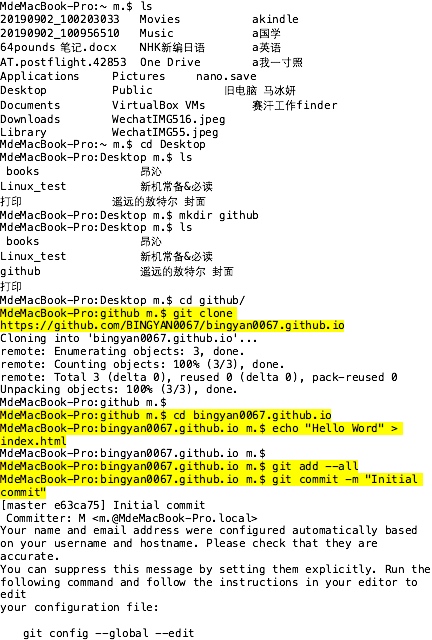 MdeMacBook-Pro:~ m.$ ls
20190902_100203033 Movies akindle
20190902_100956510 Music a国学
64pounds 笔记.docx NHK新编日语 a英语
AT.postflight.42853 One Drive a我一寸照
Applications Pictures nano.save
Desktop Public 旧电脑 马冰妍
Documents VirtualBox VMs 赛汗工作finder
Downloads WechatIMG516.jpeg
Library WechatIMG55.jpeg
MdeMacBook-Pro:~ m.$ cd Desktop
MdeMacBook-Pro:Desktop m.$ ls
books 昂沁
Linux_test 新机常备&必读
打印 遥远的敖特尔 封面
MdeMacBook-Pro:Desktop m.$ mkdir github
MdeMacBook-Pro:Desktop m.$ ls
books 昂沁
Linux_test 新机常备&必读
github 遥远的敖特尔 封面
打印
MdeMacBook-Pro:Desktop m.$ cd github/
MdeMacBook-Pro:github m.$ git clone
https://github.com/BINGYAN0067/bingyan0067.github.io
Cloning into 'bingyan0067.github.io'...
remote: Enumerating objects: 3, done.
remote: Counting objects: 100% (3/3), done.
remote: Total 3 (delta 0), reused 0 (delta 0), pack-reused 0
Unpacking objects: 100% (3/3), done.
MdeMacBook-Pro:github m.$
MdeMacBook-Pro:github m.$ cd bingyan0067.github.io
MdeMacBook-Pro:bingyan0067.github.io m.$ echo "Hello Word" >
index.html
MdeMacBook-Pro:bingyan0067.github.io m.$
MdeMacBook-Pro:bingyan0067.github.io m.$ git add --all
MdeMacBook-Pro:bingyan0067.github.io m.$ git commit -m "Initial
commit"
[master e63ca75] Initial commit
Committer: M <m.@MdeMacBook-Pro.local>
Your name and email address were configured automatically based
on your username and hostname. Please check that they are
accurate.
You can suppress this message by setting them explicitly. Run the
following command and follow the instructions in your editor to
edit
your configuration file:
git config --global --edit